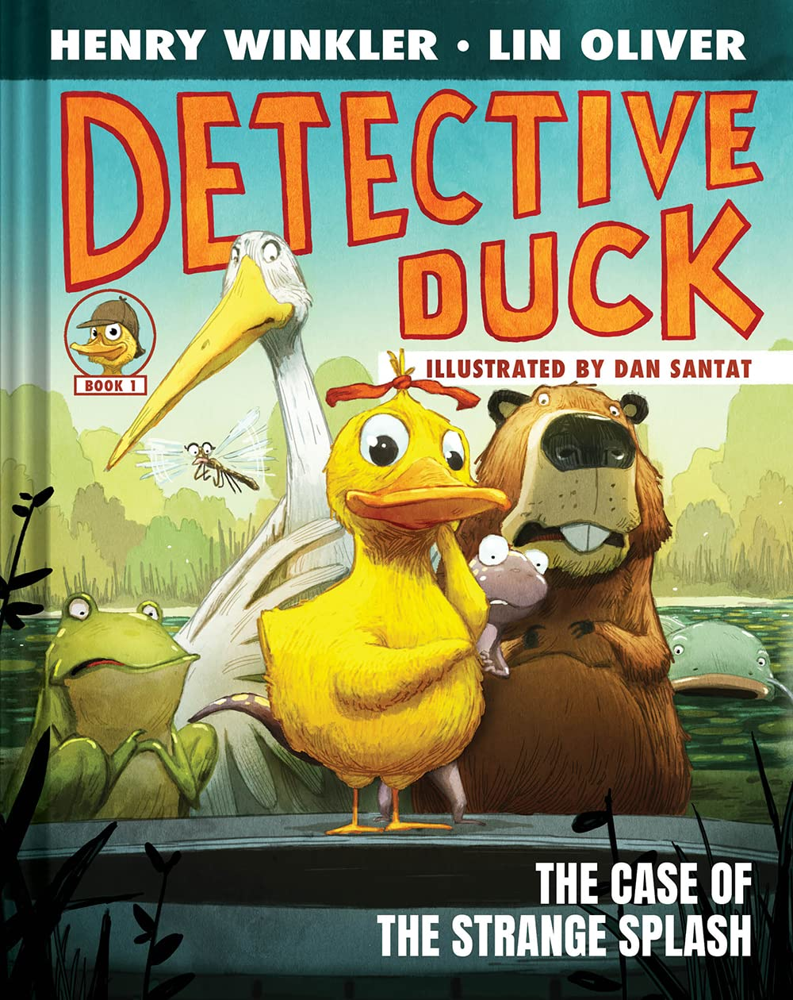 HENRY WINKLER • LIN OLIVER
DETECTIVE
DUCK
BOOK 1
ILLUSTRATED BY DAN SANTAT
THE CASE OF
THE STRANGE SPLASH